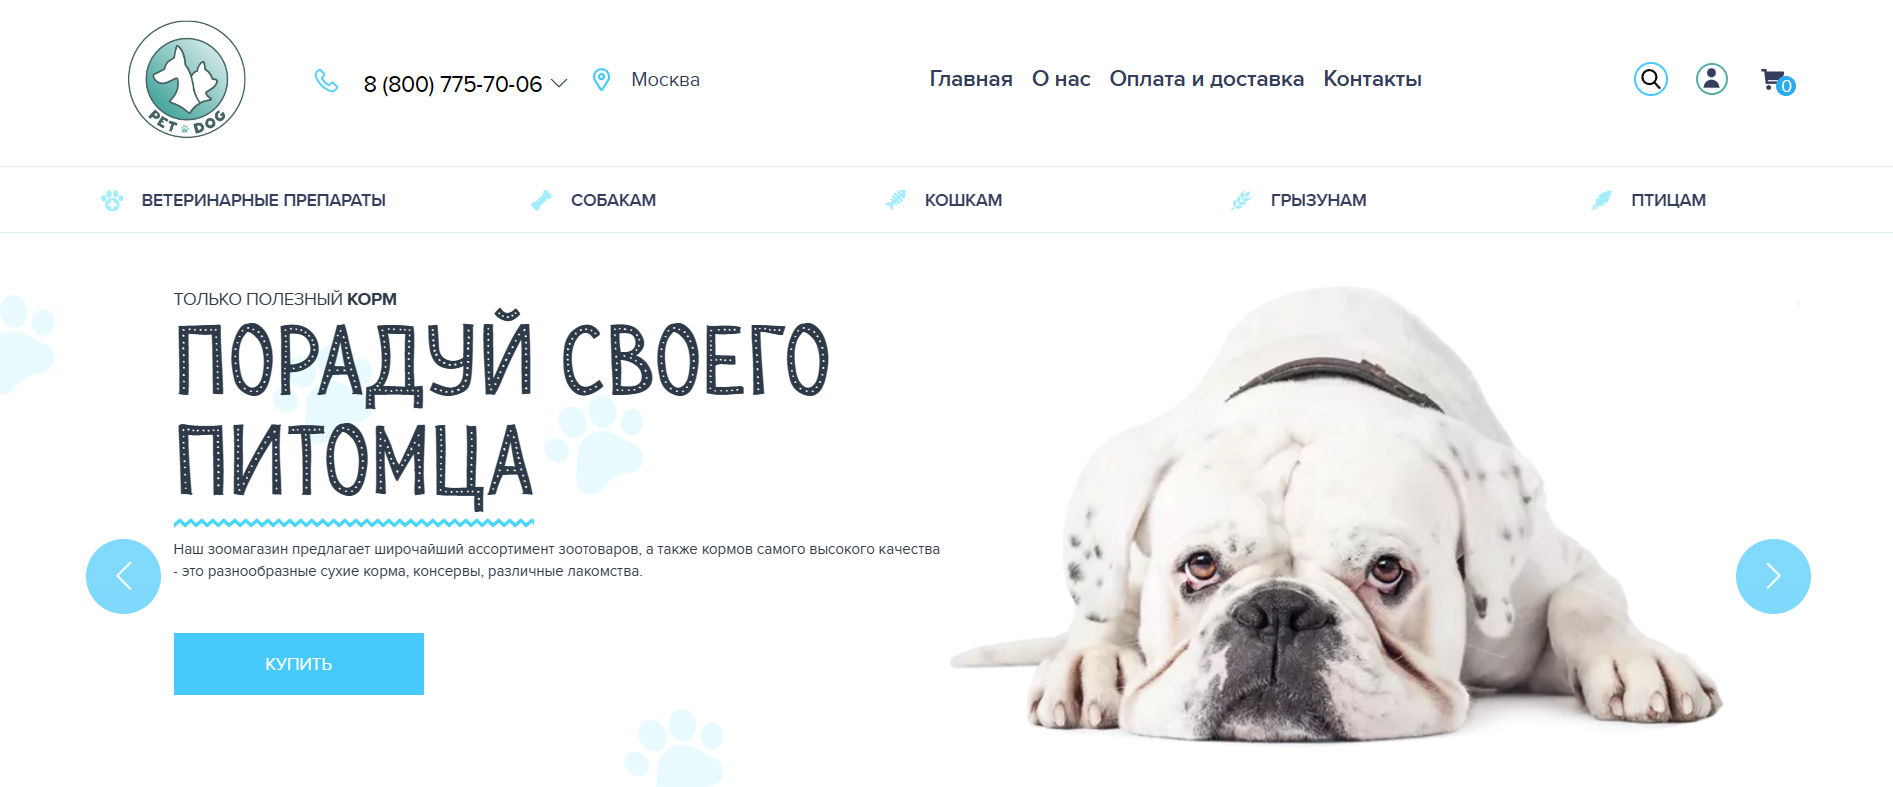 PET DOG
8 (800) 775-70-06
Москва
Главная О нас Оплата и доставка Контакты
0
ВЕТЕРИНАРНЫЕ ПРЕПАРАТЫ
СОБАКАМ
КОШКАМ
ГРЫЗУНАМ
ПТИЦАМ
ТОЛЬКО ПОЛЕЗНЫЙ КОРМ
ПОРАДУЙ СВОЕГО
ПИТОМЦА
Наш зоомагазин предлагает широчайший ассортимент зоотоваров, а также кормов самого высокого качества
- это разнообразные сухие корма, консервы, различные лакомства.
КУПИТЬ